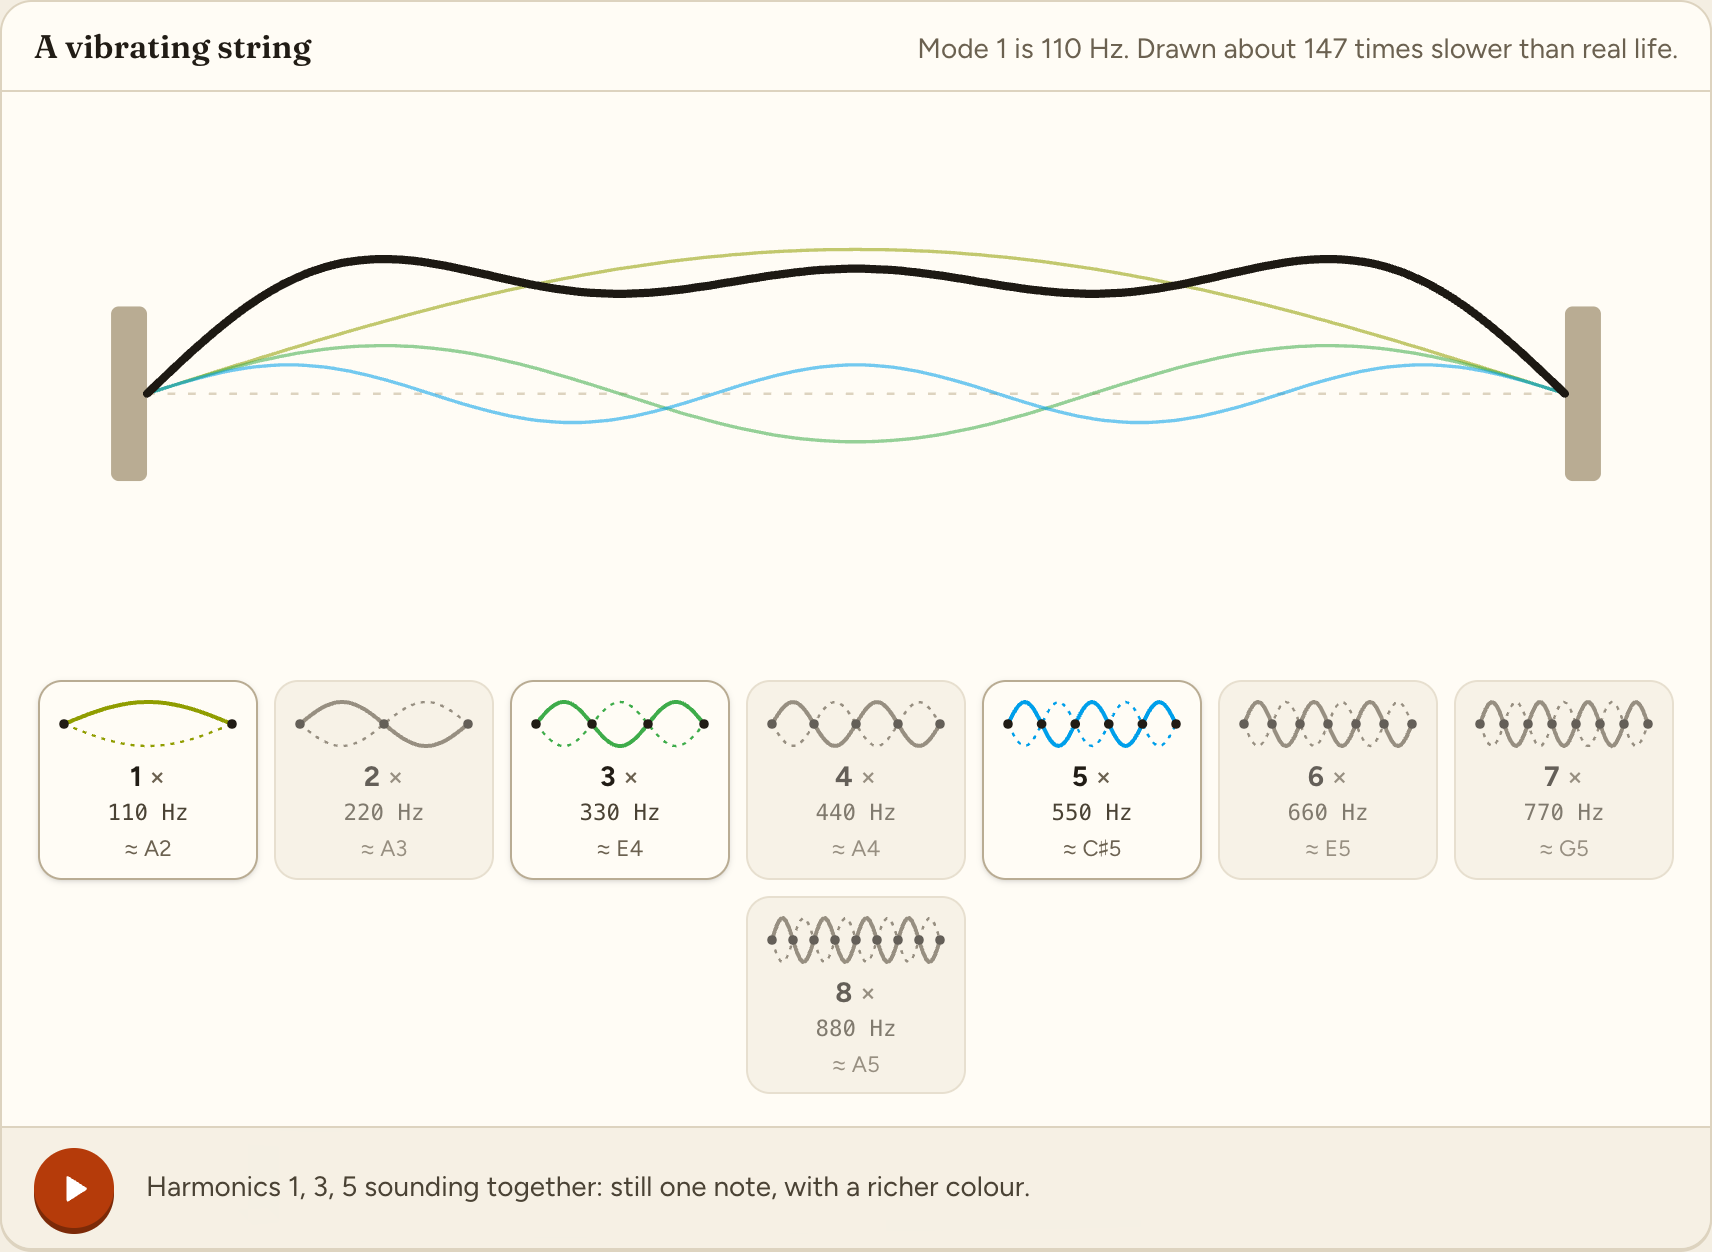 A vibrating string
Mode 1 is 110 Hz. Drawn about 147 times slower than real life.
1 ×
110 Hz
≈ A2
2 ×
220 Hz
≈ A3
3 ×
330 Hz
≈ E4
4 ×
440 Hz
≈ A4
5 ×
550 Hz
≈ C♯5
6 ×
660 Hz
≈ E5
7 ×
770 Hz
≈ G5
8 ×
880 Hz
≈ A5
Harmonics 1, 3, 5 sounding together: still one note, with a richer colour.